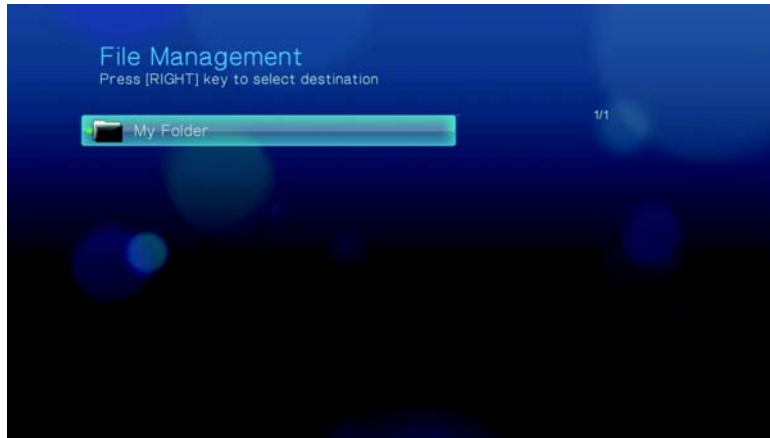 File Management
Press [RIGHT] key to select destination
My Folder
1/1